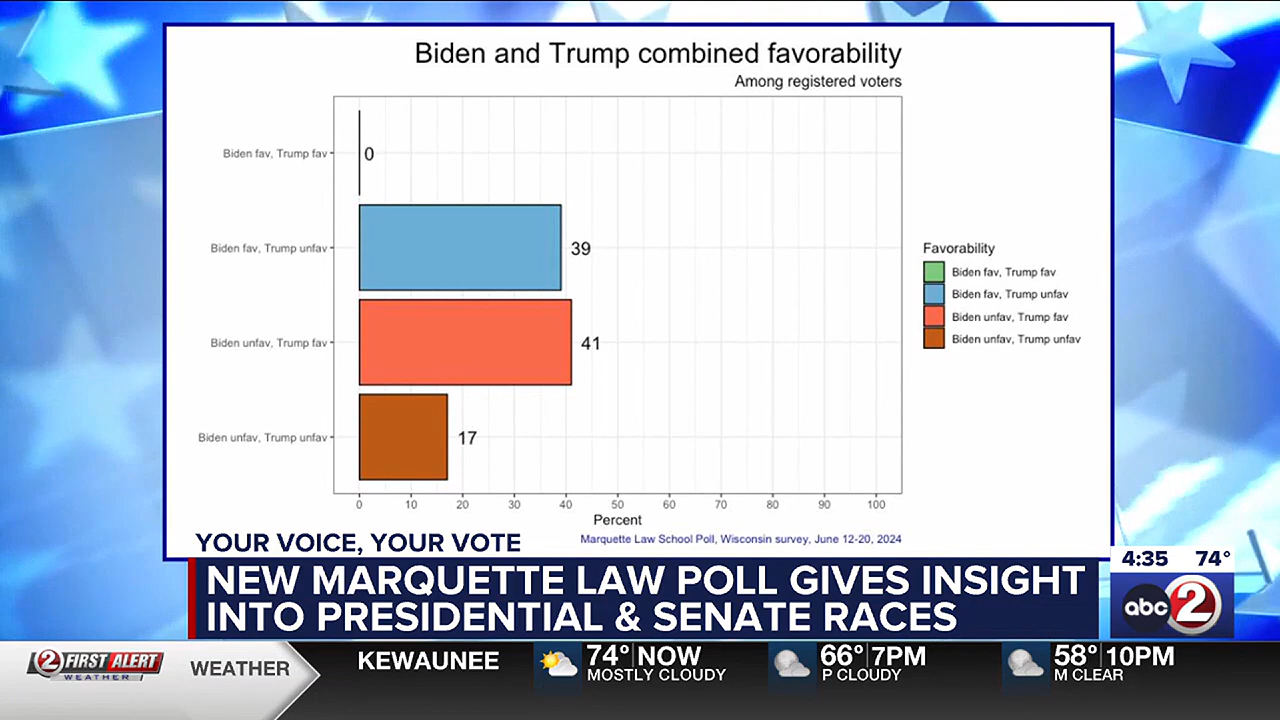 Biden and Trump combined favorability
Among registered voters
Biden fav, Trump fav
0
Biden fav, Trump unfav
39
Biden unfav, Trump fav
41
Biden unfav, Trump unfav
17
0 10 20 30 40 50 60 70 80 90 100
Percent
Favorability
Biden fav, Trump fav
Biden fav, Trump unfav
Biden unfav, Trump fav
Biden unfav, Trump unfav
Marquette Law School Poll, Wisconsin survey, June 12-20, 2024
YOUR VOICE, YOUR VOTE
NEW MARQUETTE LAW POLL GIVES INSIGHT
INTO PRESIDENTIAL & SENATE RACES
4:35 74°
abc 2
2 FIRST ALERT
WEATHER
WEATHER
KEWAUNEE
74° NOW
MOSTLY CLOUDY
66° 7PM
P CLOUDY
58° 10PM
M CLEAR